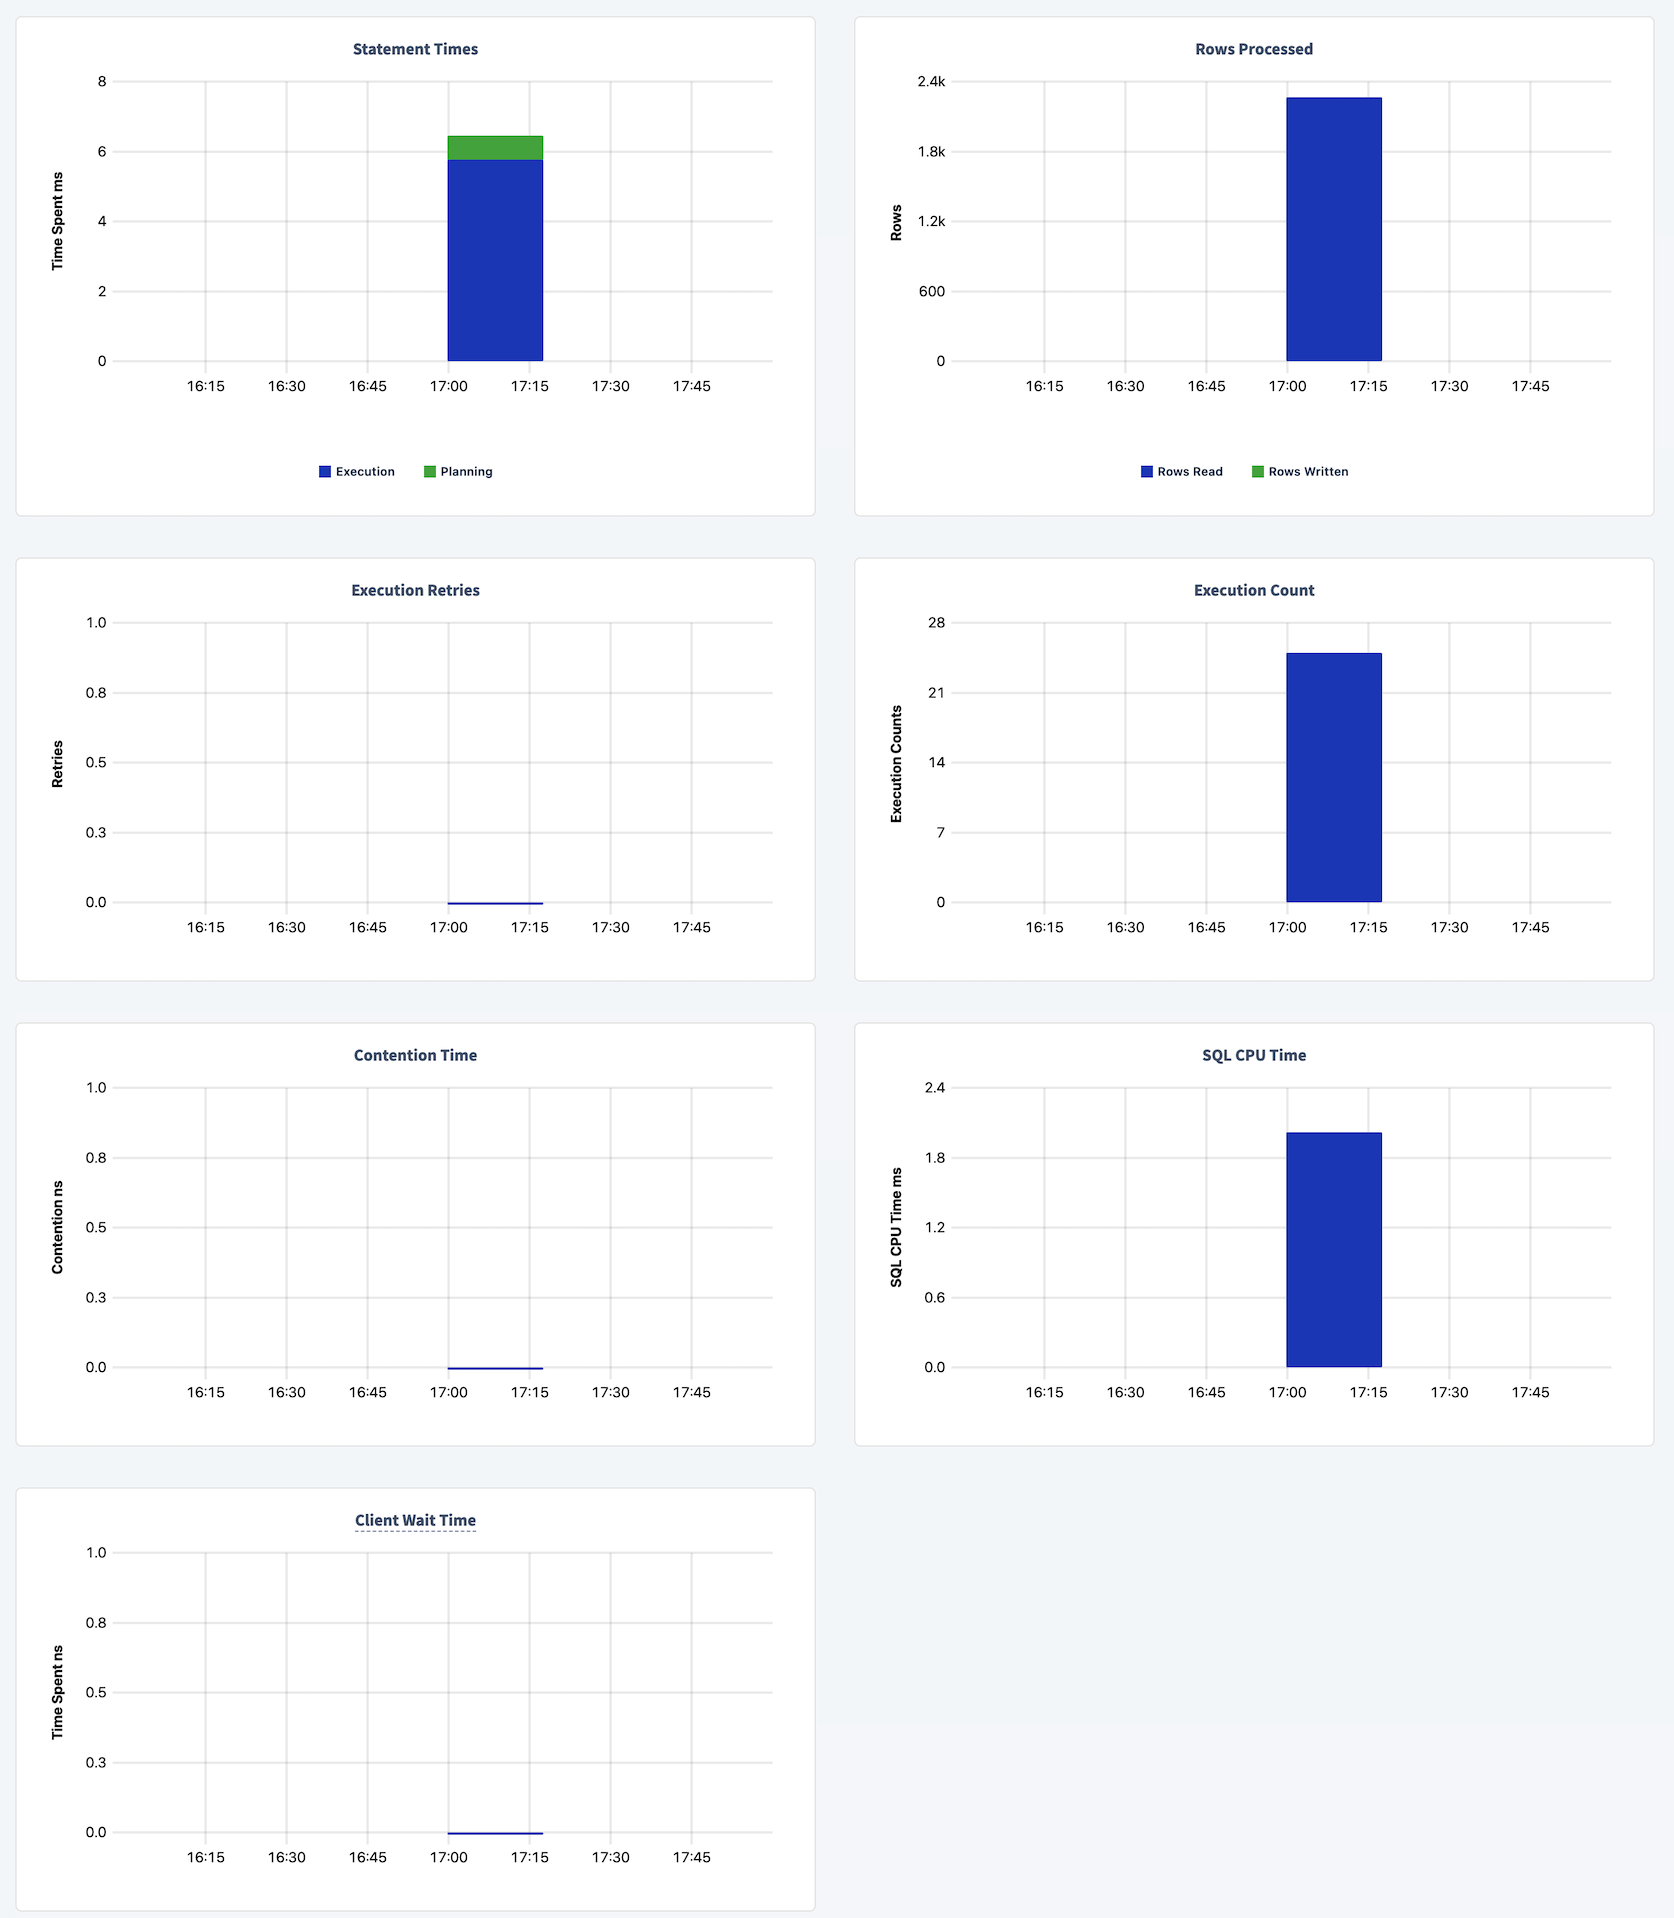 Statement Times
Time Spent ms
8
6
4
2
0
16:15 16:30 16:45 17:00 17:15 17:30 17:45
Execution Planning
Rows Processed
Rows
2.4k
1.8k
1.2k
600
0
16:15 16:30 16:45 17:00 17:15 17:30 17:45
Rows Read Rows Written
Execution Retries
Retries
1.0
0.8
0.5
0.3
0.0
16:15 16:30 16:45 17:00 17:15 17:30 17:45
Execution Count
Execution Counts
28
21
14
7
0
16:15 16:30 16:45 17:00 17:15 17:30 17:45
Contention Time
Contention ns
1.0
0.8
0.5
0.3
0.0
16:15 16:30 16:45 17:00 17:15 17:30 17:45
SQL CPU Time
SQL CPU Time ms
2.4
1.8
1.2
0.6
0.0
16:15 16:30 16:45 17:00 17:15 17:30 17:45
Client Wait Time
Time Spent ns
1.0
0.8
0.5
0.3
0.0
16:15 16:30 16:45 17:00 17:15 17:30 17:45